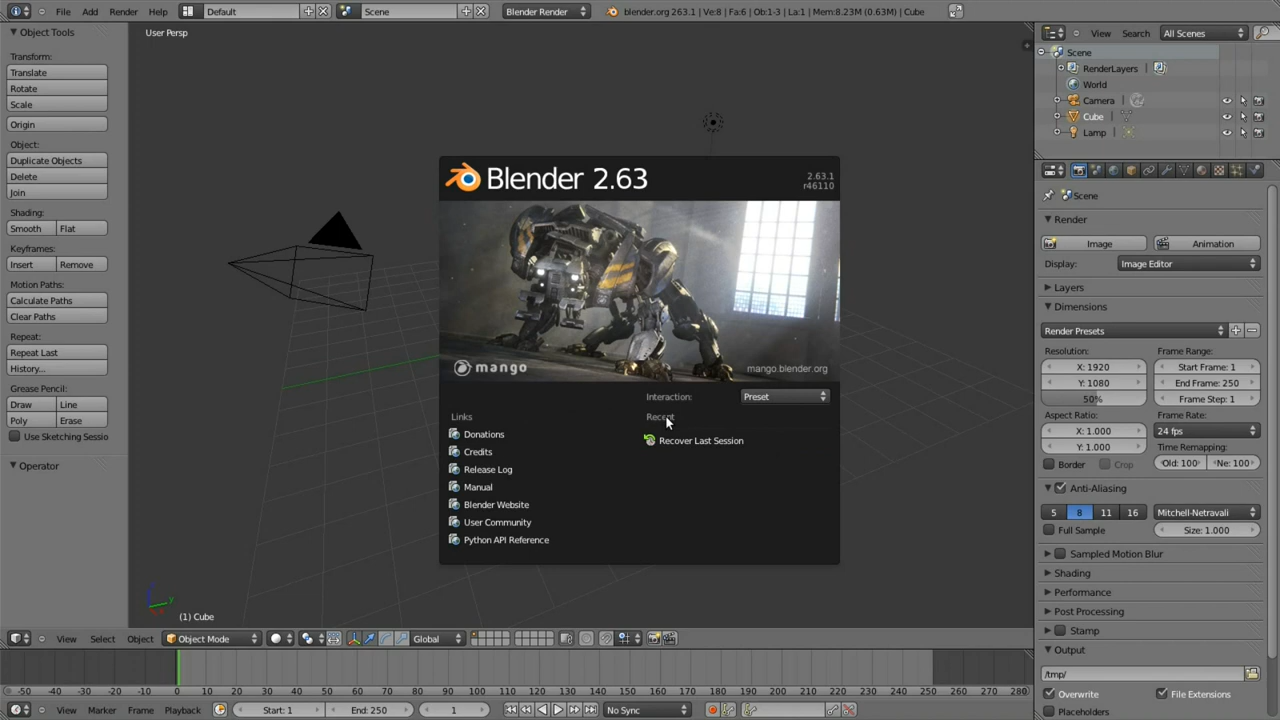 File Add Render Help Default Scene Blender Render blender.org 263.1 | Ve:8 | Fa:6 | Ob:1-3 | La:1 | Mem:8.23M (0.63M) | Cube
Object Tools
Transform:
Translate
Rotate
Scale
Origin
Object:
Duplicate Objects
Delete
Join
Shading:
Smooth Flat
Keyframes:
Insert Remove
Motion Paths:
Calculate Paths
Clear Paths
Repeat:
Repeat Last
History...
Grease Pencil:
Draw Line
Poly Erase
Use Sketching Sessio
Operator
User Persp
Blender 2.63
2.63.1
r46110
mango
mango.blender.org
Interaction: Preset
Links
Donations
Credits
Release Log
Manual
Blender Website
User Community
Python API Reference
Recent
Recover Last Session
y
(1) Cube
View Select Object Object Mode Global
View Search All Scenes
Scene
RenderLayers
World
Camera
Cube
Lamp
Scene
Render
Image Animation
Display: Image Editor
Layers
Dimensions
Render Presets
Resolution: Frame Range:
X: 1920 Start Frame: 1
Y: 1080 End Frame: 250
50% Frame Step: 1
Aspect Ratio: Frame Rate:
X: 1.000 24 fps
Y: 1.000 Time Remapping:
Border Crop Old: 100 Ne: 100
Anti-Aliasing
5 8 11 16 Mitchell-Netravali
Full Sample Size: 1.000
Sampled Motion Blur
Shading
Performance
Post Processing
Stamp
Output
/tmp/
Overwrite File Extensions
Placeholders
-50 -40 -30 -20 -10 0 10 20 30 40 50 60 70 80 90 100 110 120 130 140 150 160 170 180 190 200 210 220 230 240 250 260 270 280
View Marker Frame Playback Start: 1 End: 250 1 No Sync